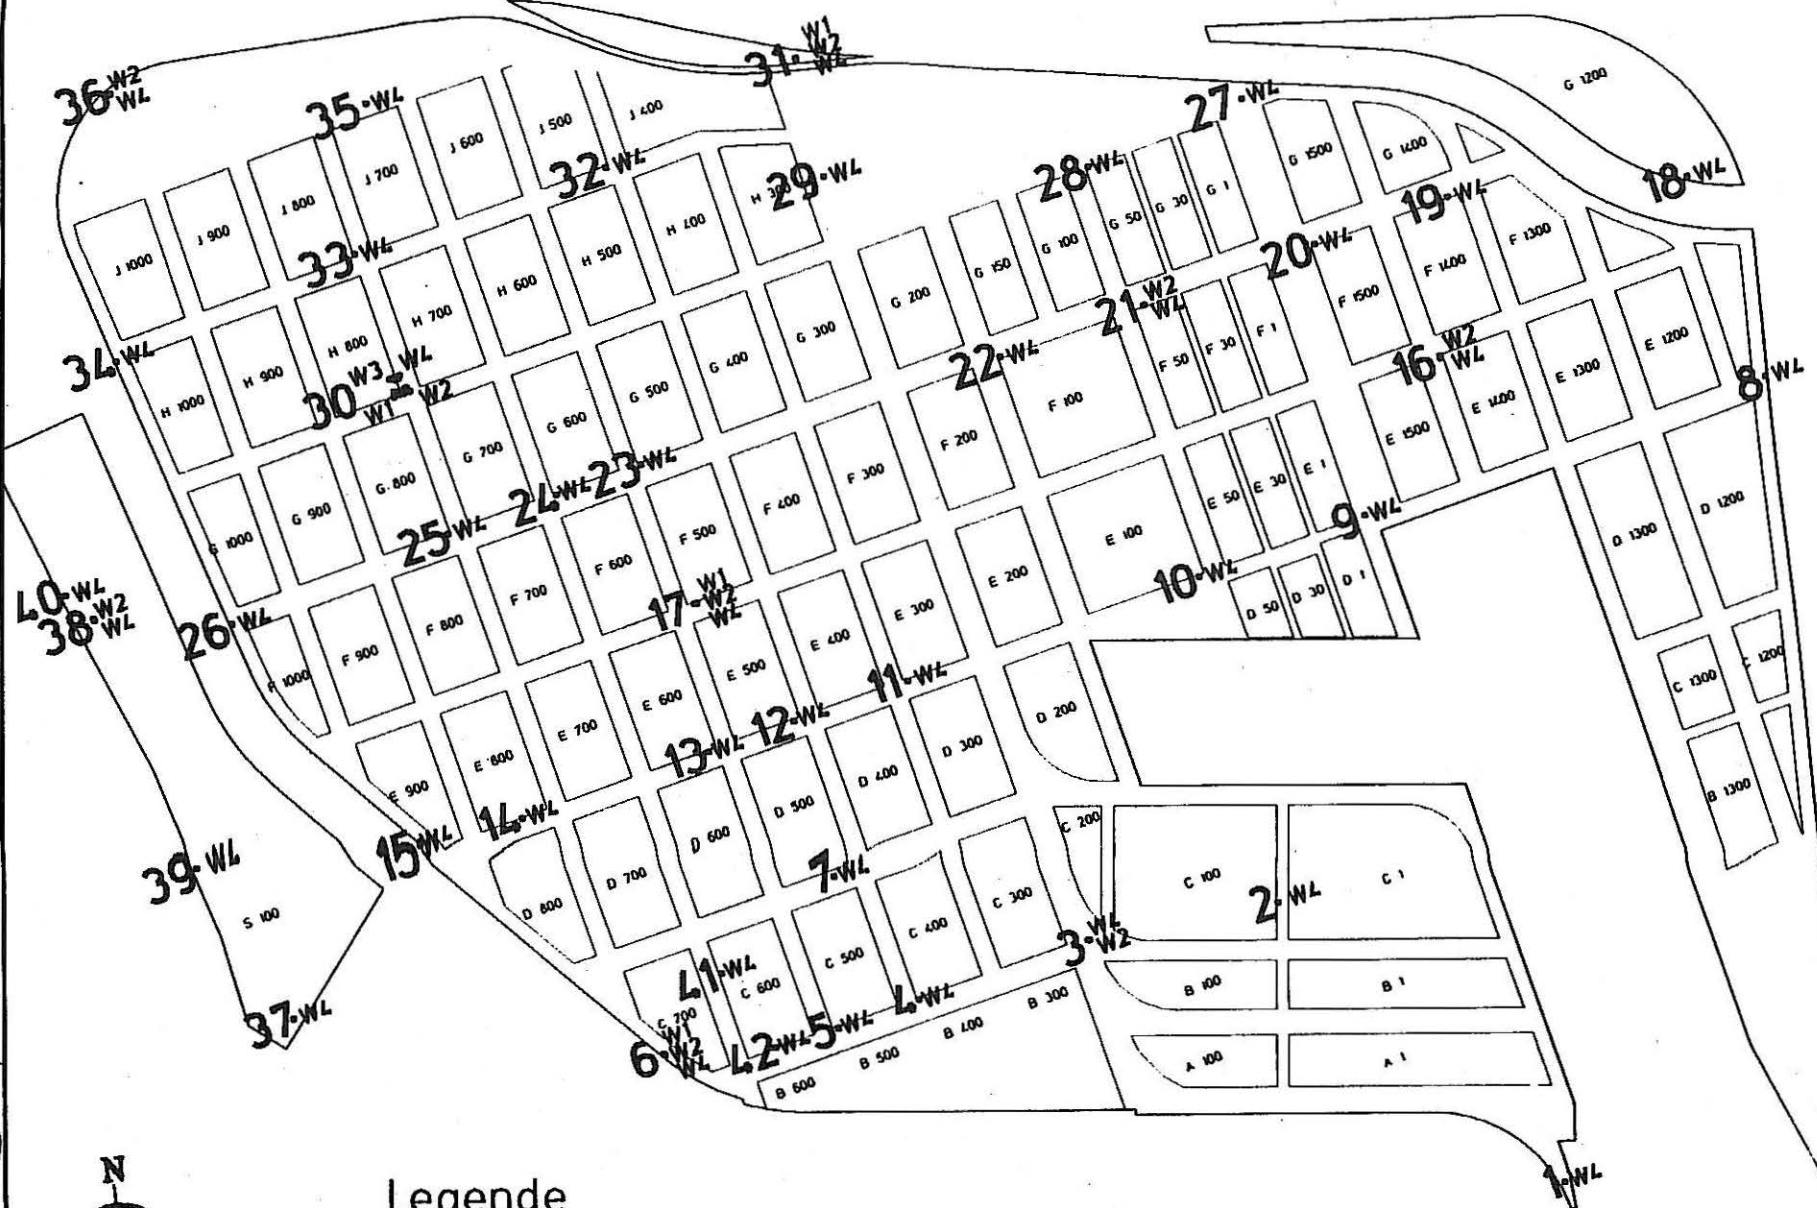 W1
31·W2
WL
36·W2
WL
G 1200
27·WL
35·WL
J 400
J 500
J 600
G 1500
G 1400
32·WL
28·WL
29·WL
18·WL
J 700
19·WL
J 800
G 1
G 30
G 50
H 400
J 900
F 1300
G 100
20·WL
33·WL
H 500
J 1000
G 150
F 1400
H 600
G 200
F 1500
21·W2
WL
H 700
G 300
F 1
E 1200
H 800
F 30
F 50
16·W2
WL
22·WL
34·WL
G 400
E 1300
H 900
8·WL
30 W3 WL
W1 W2
G 500
F 100
E 1400
H 1000
G 600
F 200
E 1500
G 700
F 300
E 1
23·WL
G 800
E 30
24·WL
F 400
E 50
D 1200
G 900
9·WL
F 500
E 100
D 1300
25·WL
G 1000
F 600
E 200
10·WL
D 1
F 700
D 30
40·WL
17·W1
W2
WL
E 300
D 50
38·W2
WL
F 800
E 400
26·WL
F 900
E 500
C 1200
11·WL
F 1000
E 600
C 1300
D 200
12·WL
E 700
D 300
13·WL
E 800
D 400
E 900
D 500
B 1300
14·WL
C 200
D 600
15·WL
7·WL
39·WL
D 700
C 100
C 1
C 300
2·WL
D 800
S 100
C 400
3·WL
W2
C 500
41·WL
C 600
B 100
B 1
4·WL
B 300
C 700
37·WL
5·WL
B 400
6·W1
W2
WL
42·WL
B 500
A 100
A 1
B 600
N
1·WL
Legende